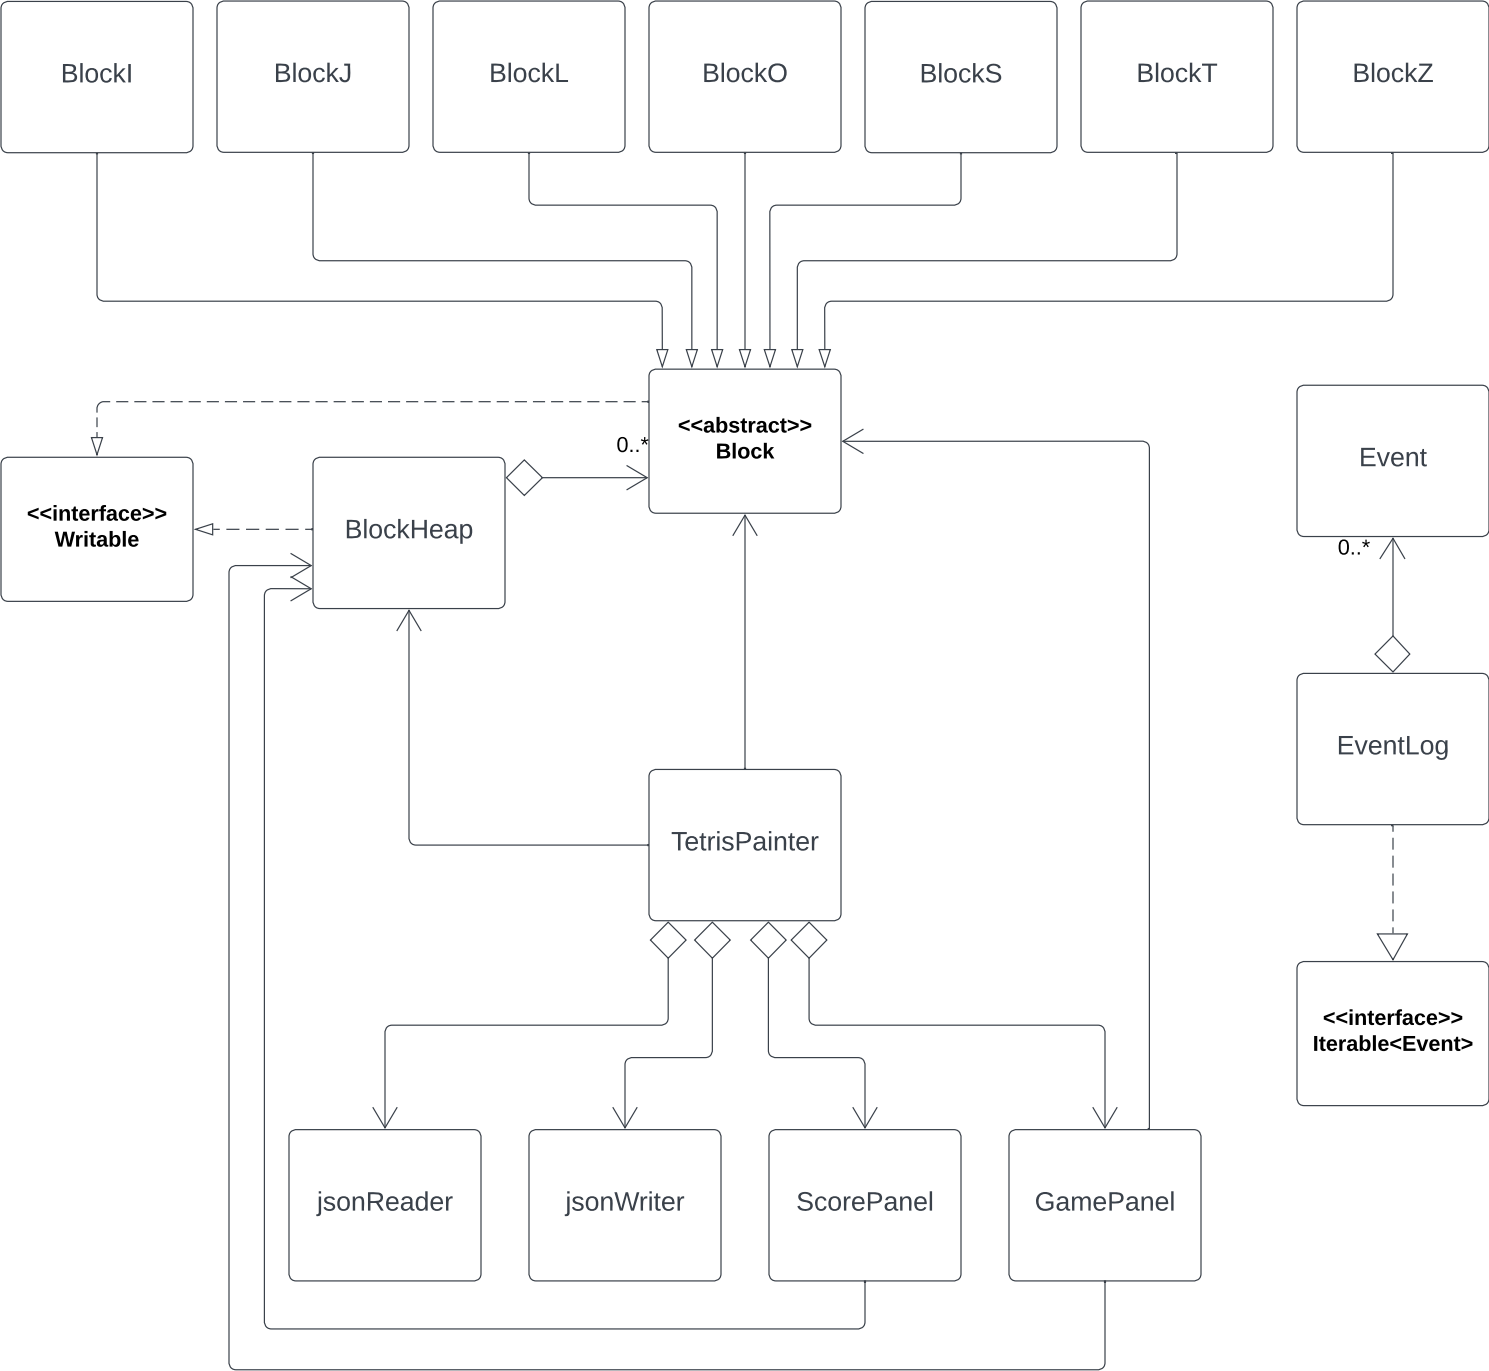 BlockI
BlockJ
BlockL
BlockO
BlockS
BlockT
BlockZ
<<abstract>>
Block
0..*
<<interface>>
Writable
BlockHeap
Event
0..*
EventLog
TetrisPainter
<<interface>>
Iterable<Event>
jsonReader
jsonWriter
ScorePanel
GamePanel